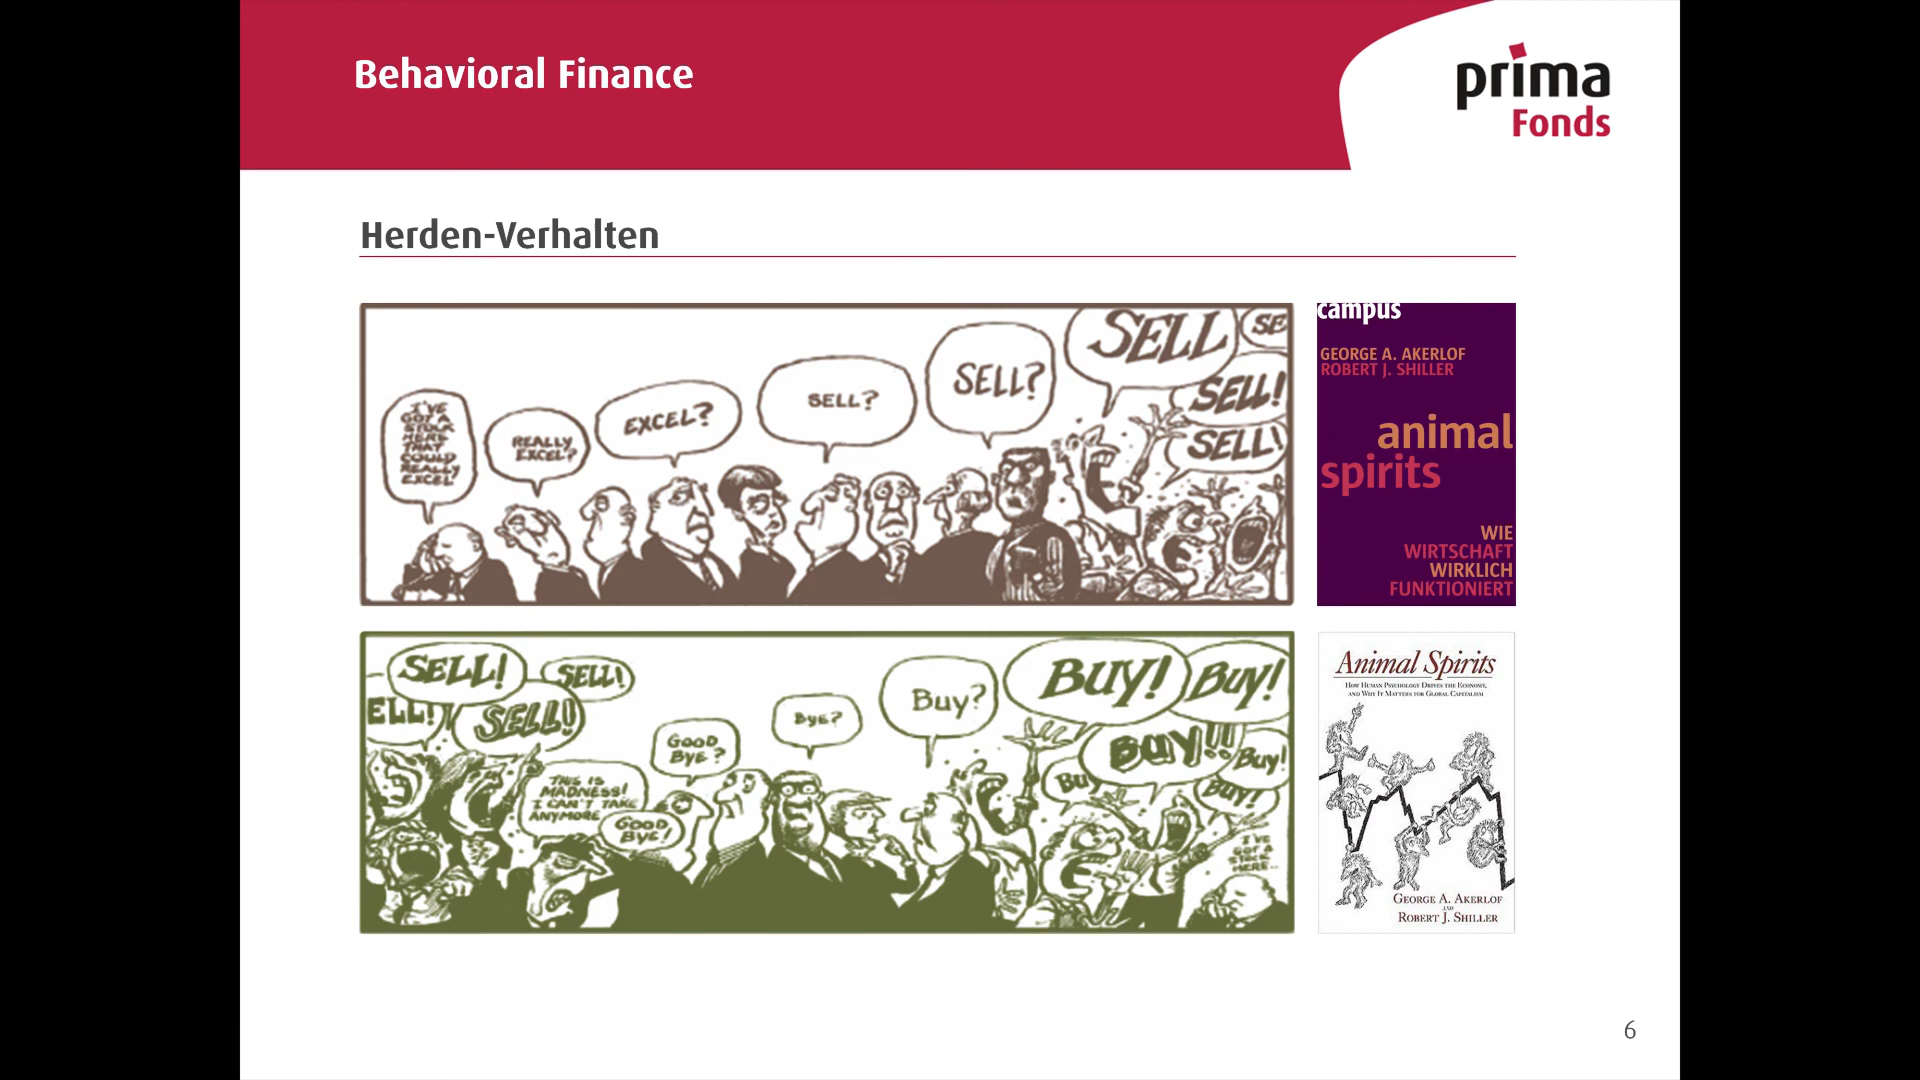 Behavioral Finance
prima
Fonds
Herden-Verhalten
I'VE
GOT A
STOCK
HERE
THAT
COULD
REALLY
EXCEL
REALLY
EXCEL?
EXCEL?
SELL?
SELL?
SELL
SE
SELL!
SELL!
campus
GEORGE A. AKERLOF
ROBERT J. SHILLER
animal
spirits
WIE
WIRTSCHAFT
WIRKLICH
FUNKTIONIERT
SELL!
SELL!
ELL!
SELL!
THIS IS
MADNESS!
I CAN'T TAKE
ANYMORE
GOOD
BYE!
GOOD
BYE?
BYE?
Buy?
BUY!
BUY!
BUY!!
Buy!
BU
BUY!
I'VE
GOT A
STOCK
HERE..
Animal Spirits
How Human Psychology Drives the Economy,
and Why It Matters for Global Capitalism
George A. Akerlof
and
Robert J. Shiller
6